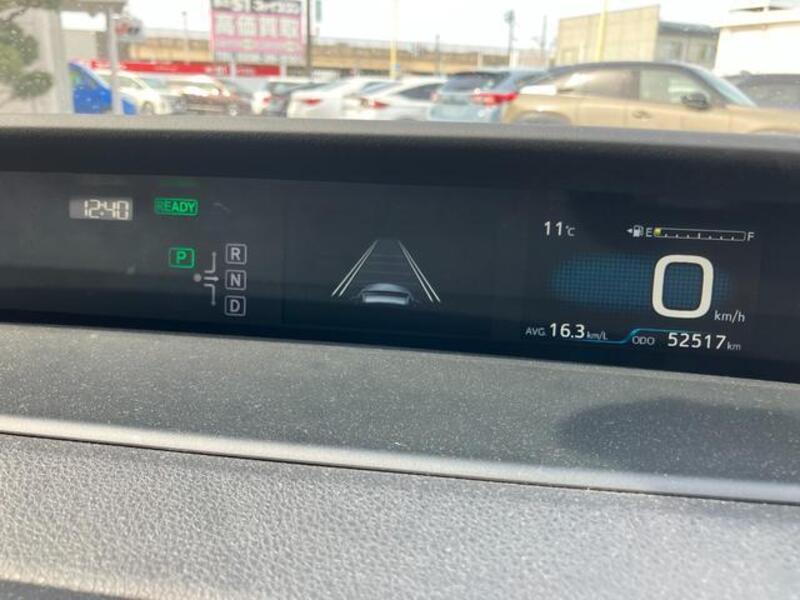 高価買取
12:40
READY
P
R
N
D
11℃
E
F
0
km/h
AVG. 16.3 km/L
ODO 52517 km